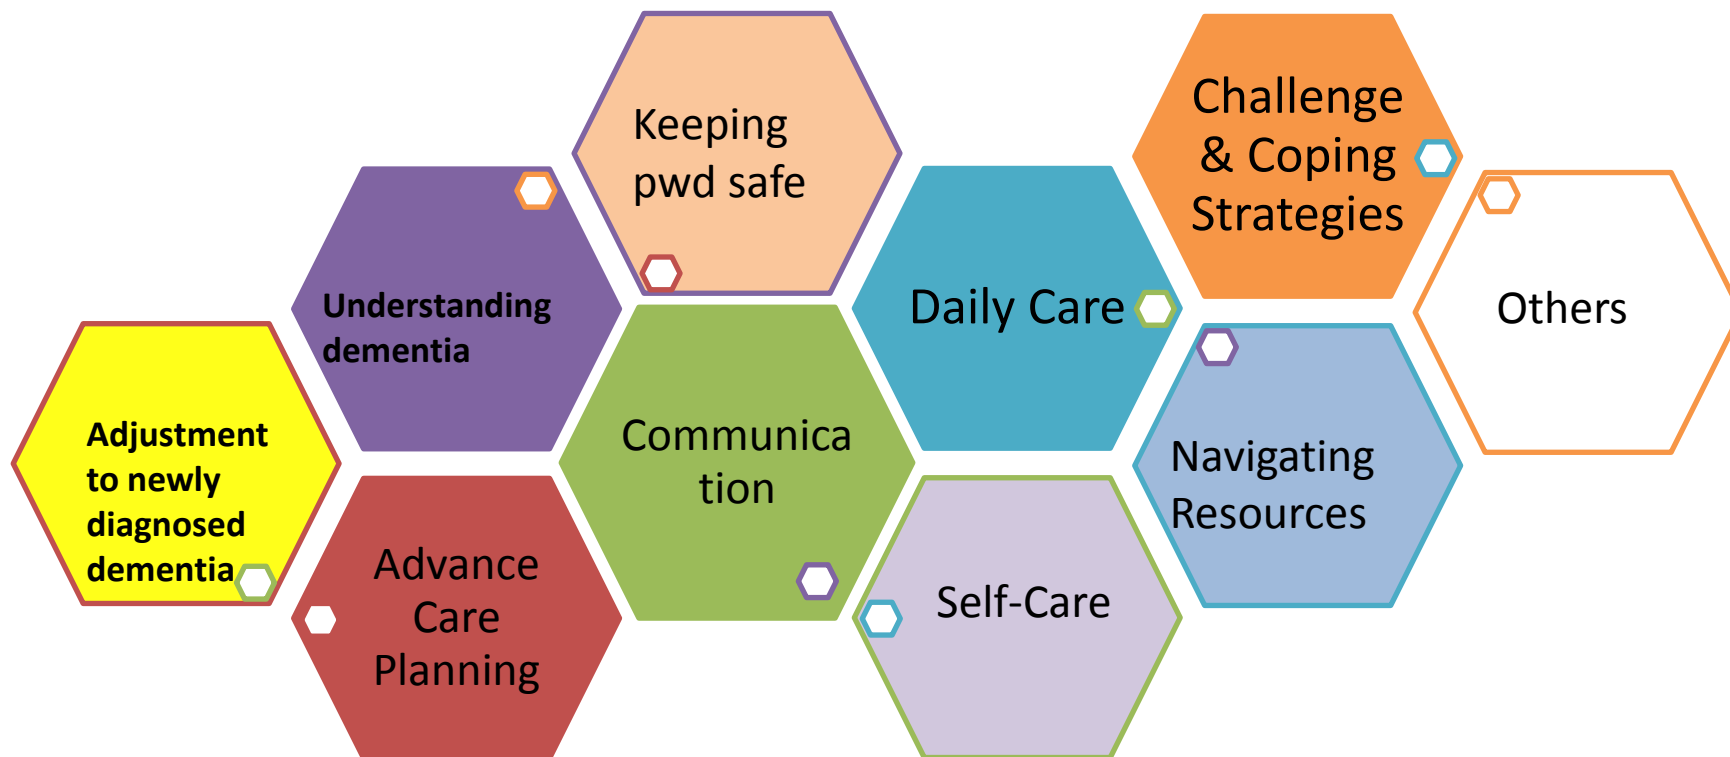 Adjustment
to newly
diagnosed
dementia
Understanding
dementia
Advance
Care
Planning
Keeping
pwd safe
Communica
tion
Daily Care
Self-Care
Challenge
& Coping
Strategies
Navigating
Resources
Others